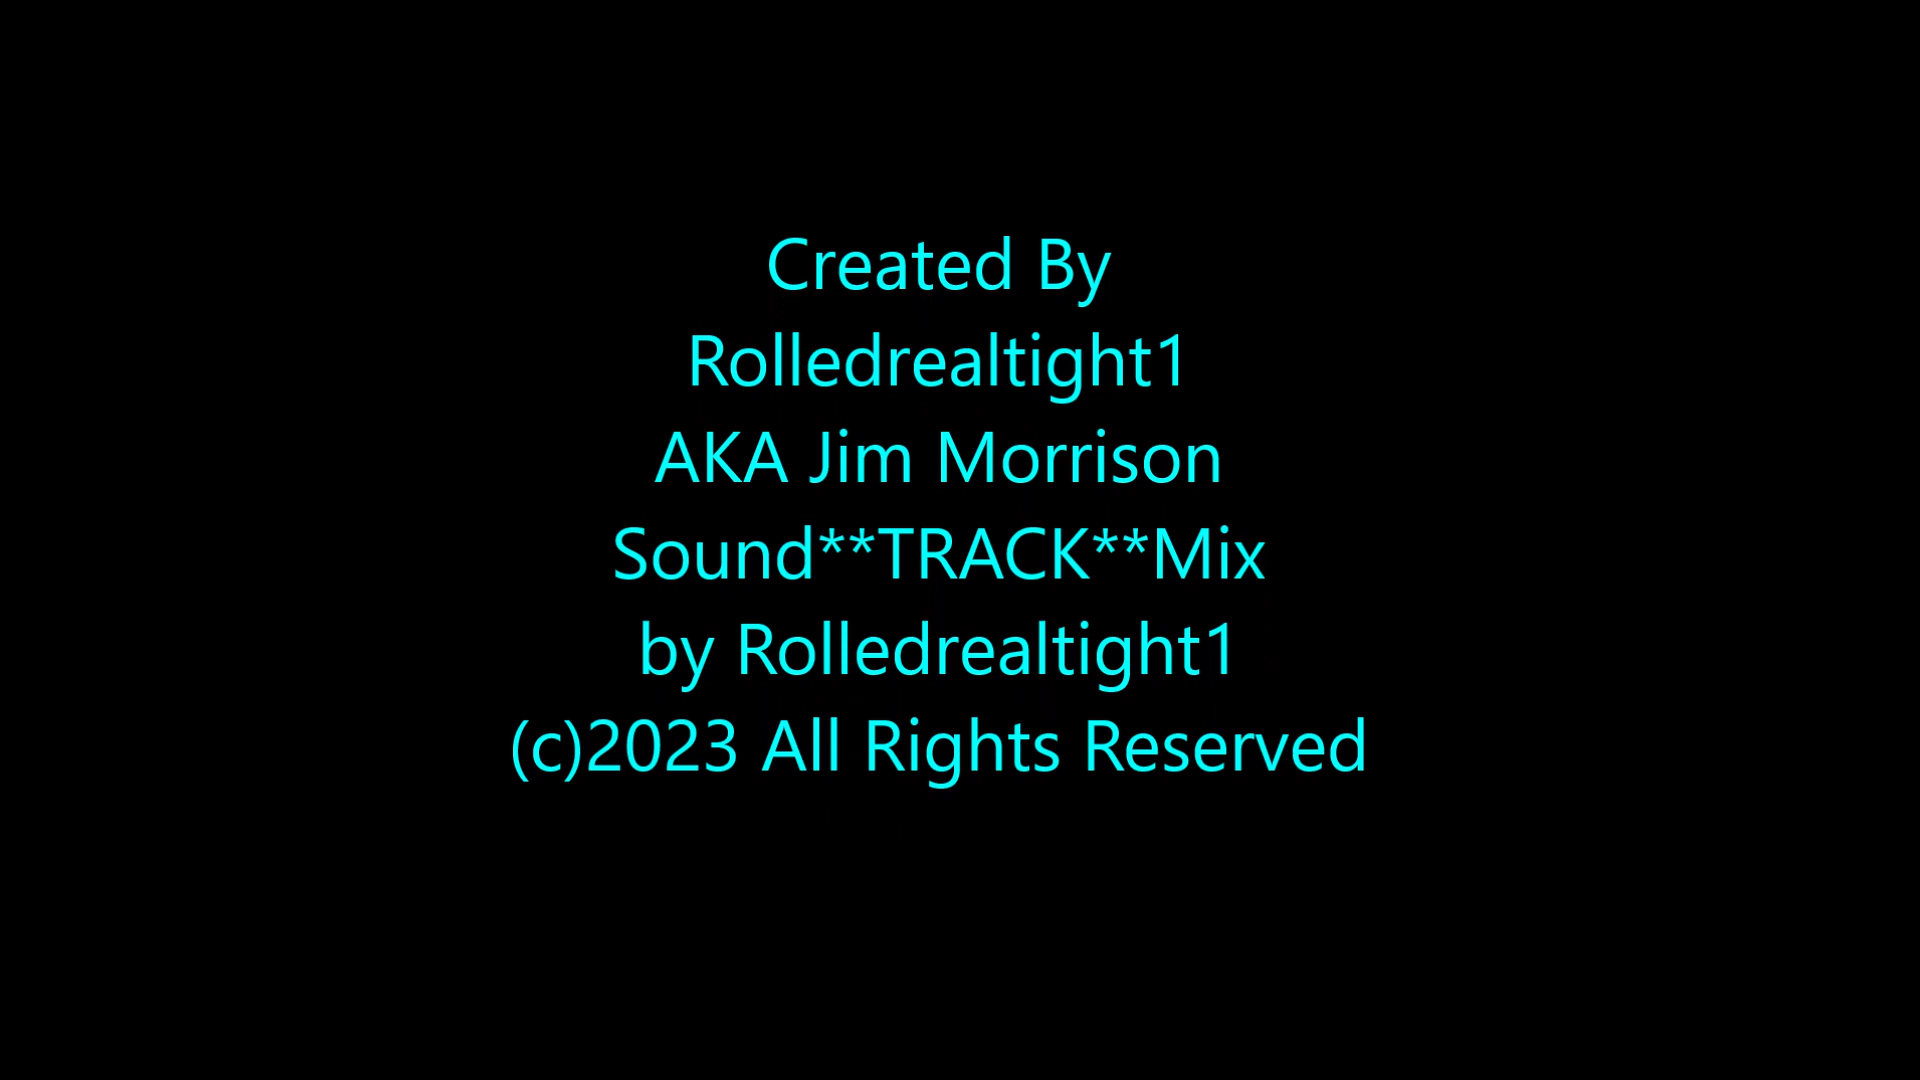 Created By
Rolledrealtight1
AKA Jim Morrison
Sound**TRACK**Mix
by Rolledrealtight1
(c)2023 All Rights Reserved